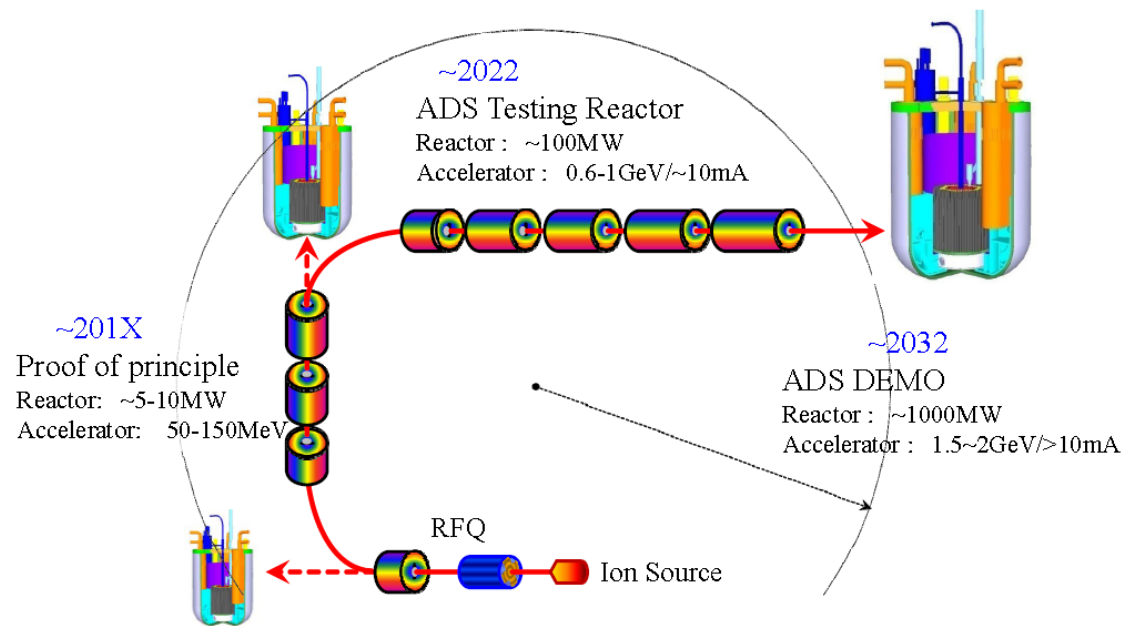 ~2022
ADS Testing Reactor
Reactor : ~100MW
Accelerator : 0.6-1GeV/~10mA
~201X
Proof of principle
Reactor: ~5-10MW
Accelerator: 50-150MeV
~2032
ADS DEMO
Reactor : ~1000MW
Accelerator : 1.5~2GeV/>10mA
RFQ
Ion Source